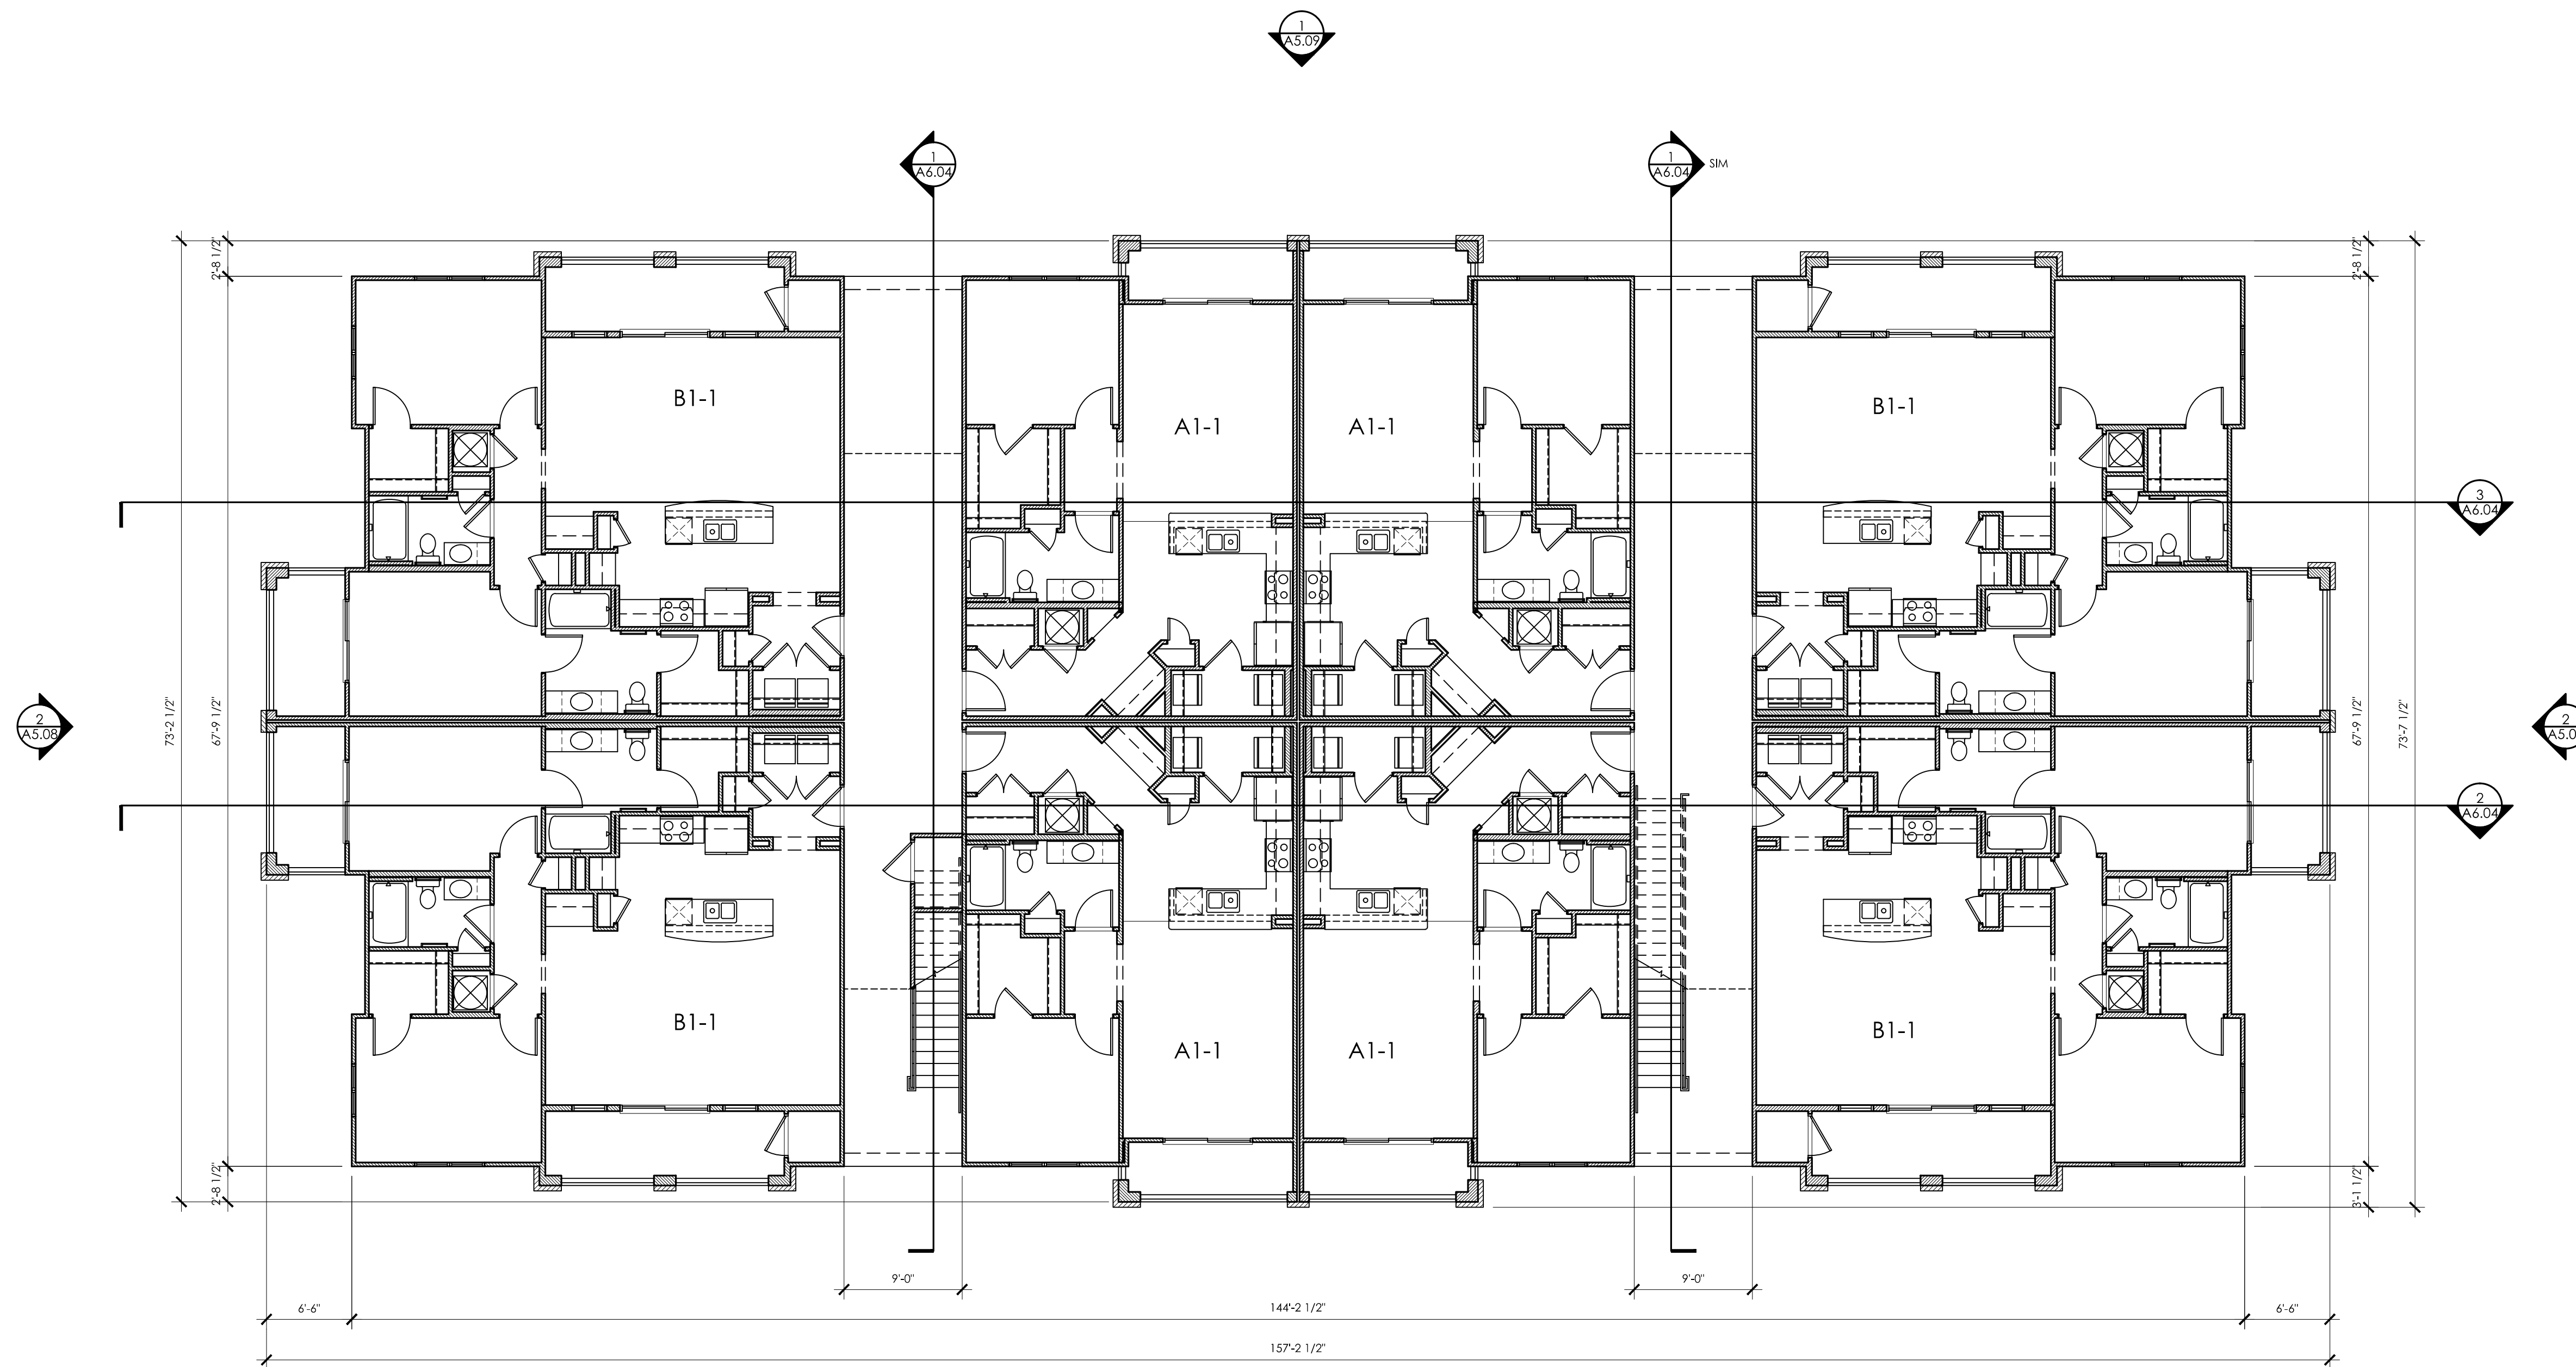 1
A5.09
1
A6.04
1
A6.04
SIM
2'-8 1/2"
2'-8 1/2"
B1-1
A1-1
A1-1
B1-1
3
A6.04
2
A5.08
73'-2 1/2"
67'-9 1/2"
67'-9 1/2"
73'-7 1/2"
2
2
A6.04
B1-1
A1-1
A1-1
B1-1
2'-8 1/2"
3'-1 1/2"
9'-0"
9'-0"
6'-6"
144'-2 1/2"
6'-6"
157'-2 1/2"